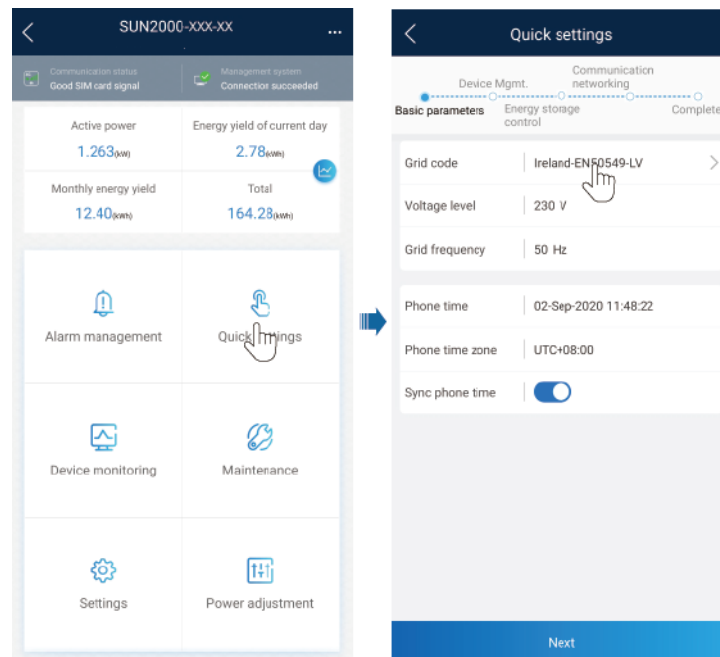 SUN2000-XXX-XX
Communication status
Good SIM card signal
Management system
Connection succeeded
Active power
1.263(kW)
Energy yield of current day
2.78(kWh)
Monthly energy yield
12.40(kWh)
Total
164.28(kWh)
Alarm management
Quick settings
Device monitoring
Maintenance
Settings
Power adjustment
Quick settings
Basic parameters
Device Mgmt.
Energy storage
control
Communication
networking
Complete
Grid code
Ireland-EN50549-LV
Voltage level
230 V
Grid frequency
50 Hz
Phone time
02-Sep-2020 11:48:22
Phone time zone
UTC+08:00
Sync phone time
Next